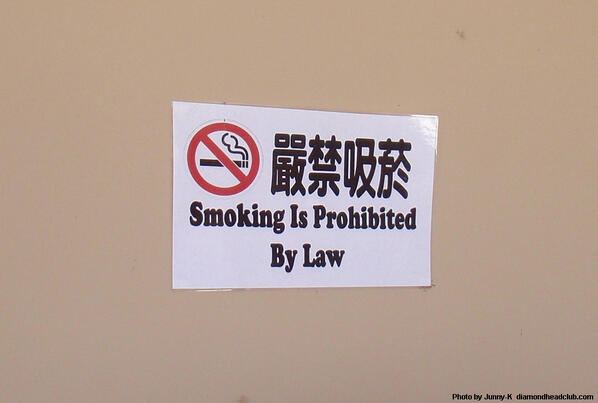 嚴禁吸菸
Smoking Is Prohibited
By Law
Photo by Junny-K diamondheadclub.com